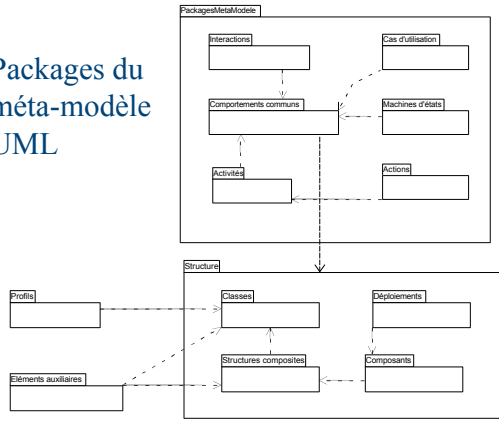 Packages du
méta-modèle
UML
PackagesMetaModele
Interactions
Cas d'utilisation
Comportements communs
Machines d'états
Activités
Actions
Structure
Profils
Classes
Déploiements
Structures composites
Composants
Eléments auxiliaires